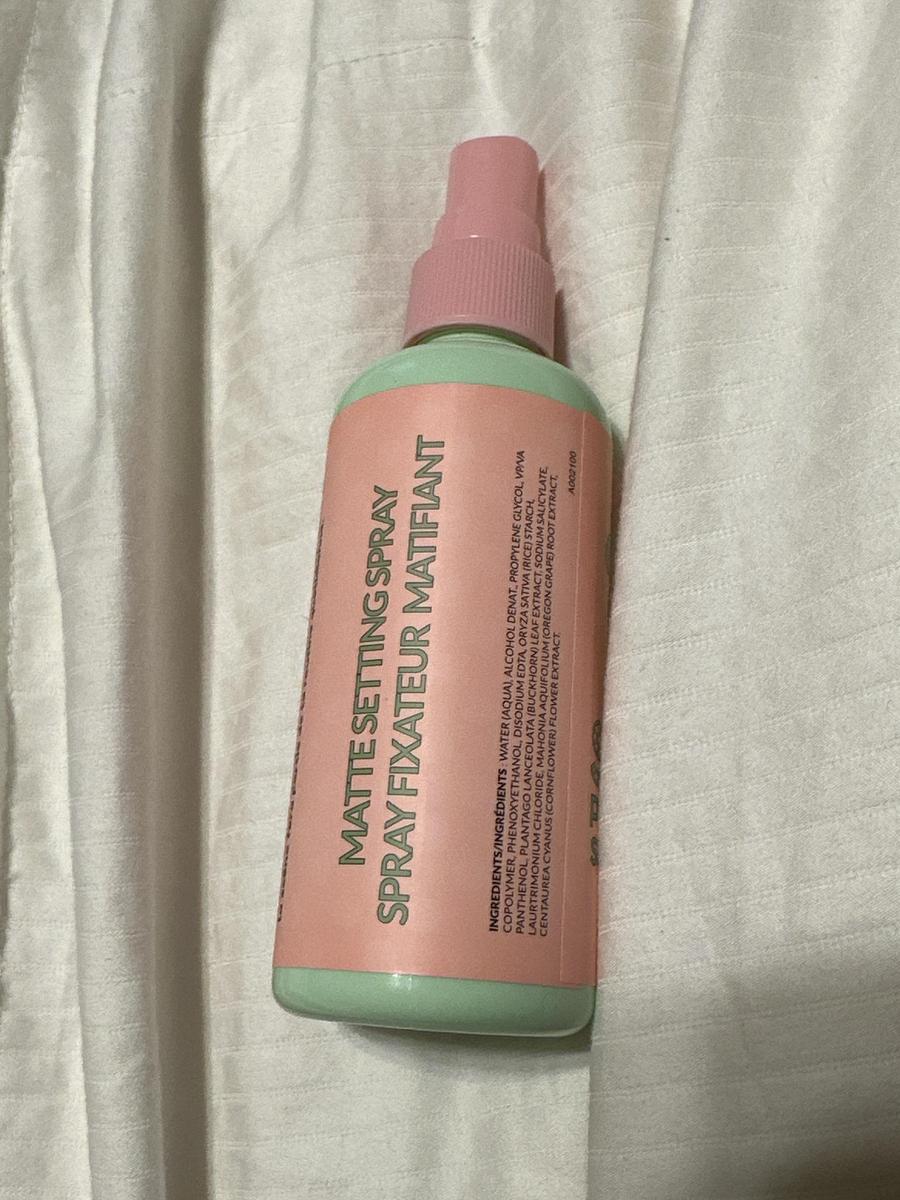 MATTE SETTING SPRAY
SPRAY FIXATEUR MATIFIANT
INGREDIENTS/INGRÉDIENTS : WATER (AQUA), ALCOHOL DENAT., PROPYLENE GLYCOL, VP/VA
COPOLYMER, PHENOXYETHANOL, DISODIUM EDTA, ORYZA SATIVA (RICE) STARCH,
PANTHENOL, PLANTAGO LANCEOLATA (BUCKHORN) LEAF EXTRACT, SODIUM SALICYLATE,
LAURTRIMONIUM CHLORIDE, MAHONIA AQUIFOLIUM (OREGON GRAPE) ROOT EXTRACT,
CENTAUREA CYANUS (CORNFLOWER) FLOWER EXTRACT.
A002100